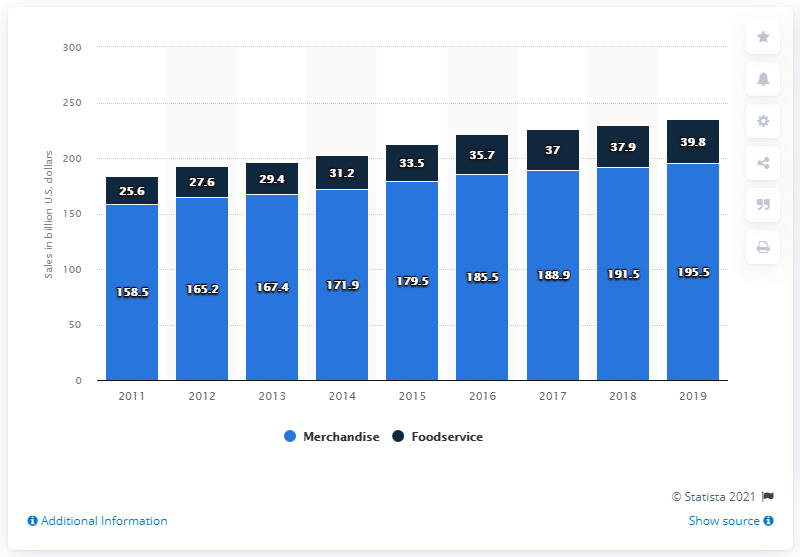 300
250
200
150
100
50
0
Sales in billion U.S. dollars
25.6 27.6 29.4 31.2 33.5 35.7 37 37.9 39.8
158.5 165.2 167.4 171.9 179.5 185.5 188.9 191.5 195.5
2011 2012 2013 2014 2015 2016 2017 2018 2019
Merchandise Foodservice
© Statista 2021
Additional Information Show source